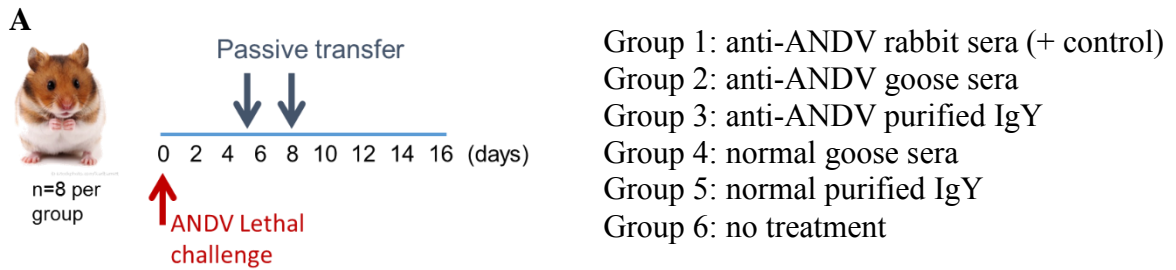 A
Passive transfer
0 2 4 6 8 10 12 14 16 (days)
n=8 per
group
ANDV Lethal
challenge
Group 1: anti-ANDV rabbit sera (+ control)
Group 2: anti-ANDV goose sera
Group 3: anti-ANDV purified IgY
Group 4: normal goose sera
Group 5: normal purified IgY
Group 6: no treatment